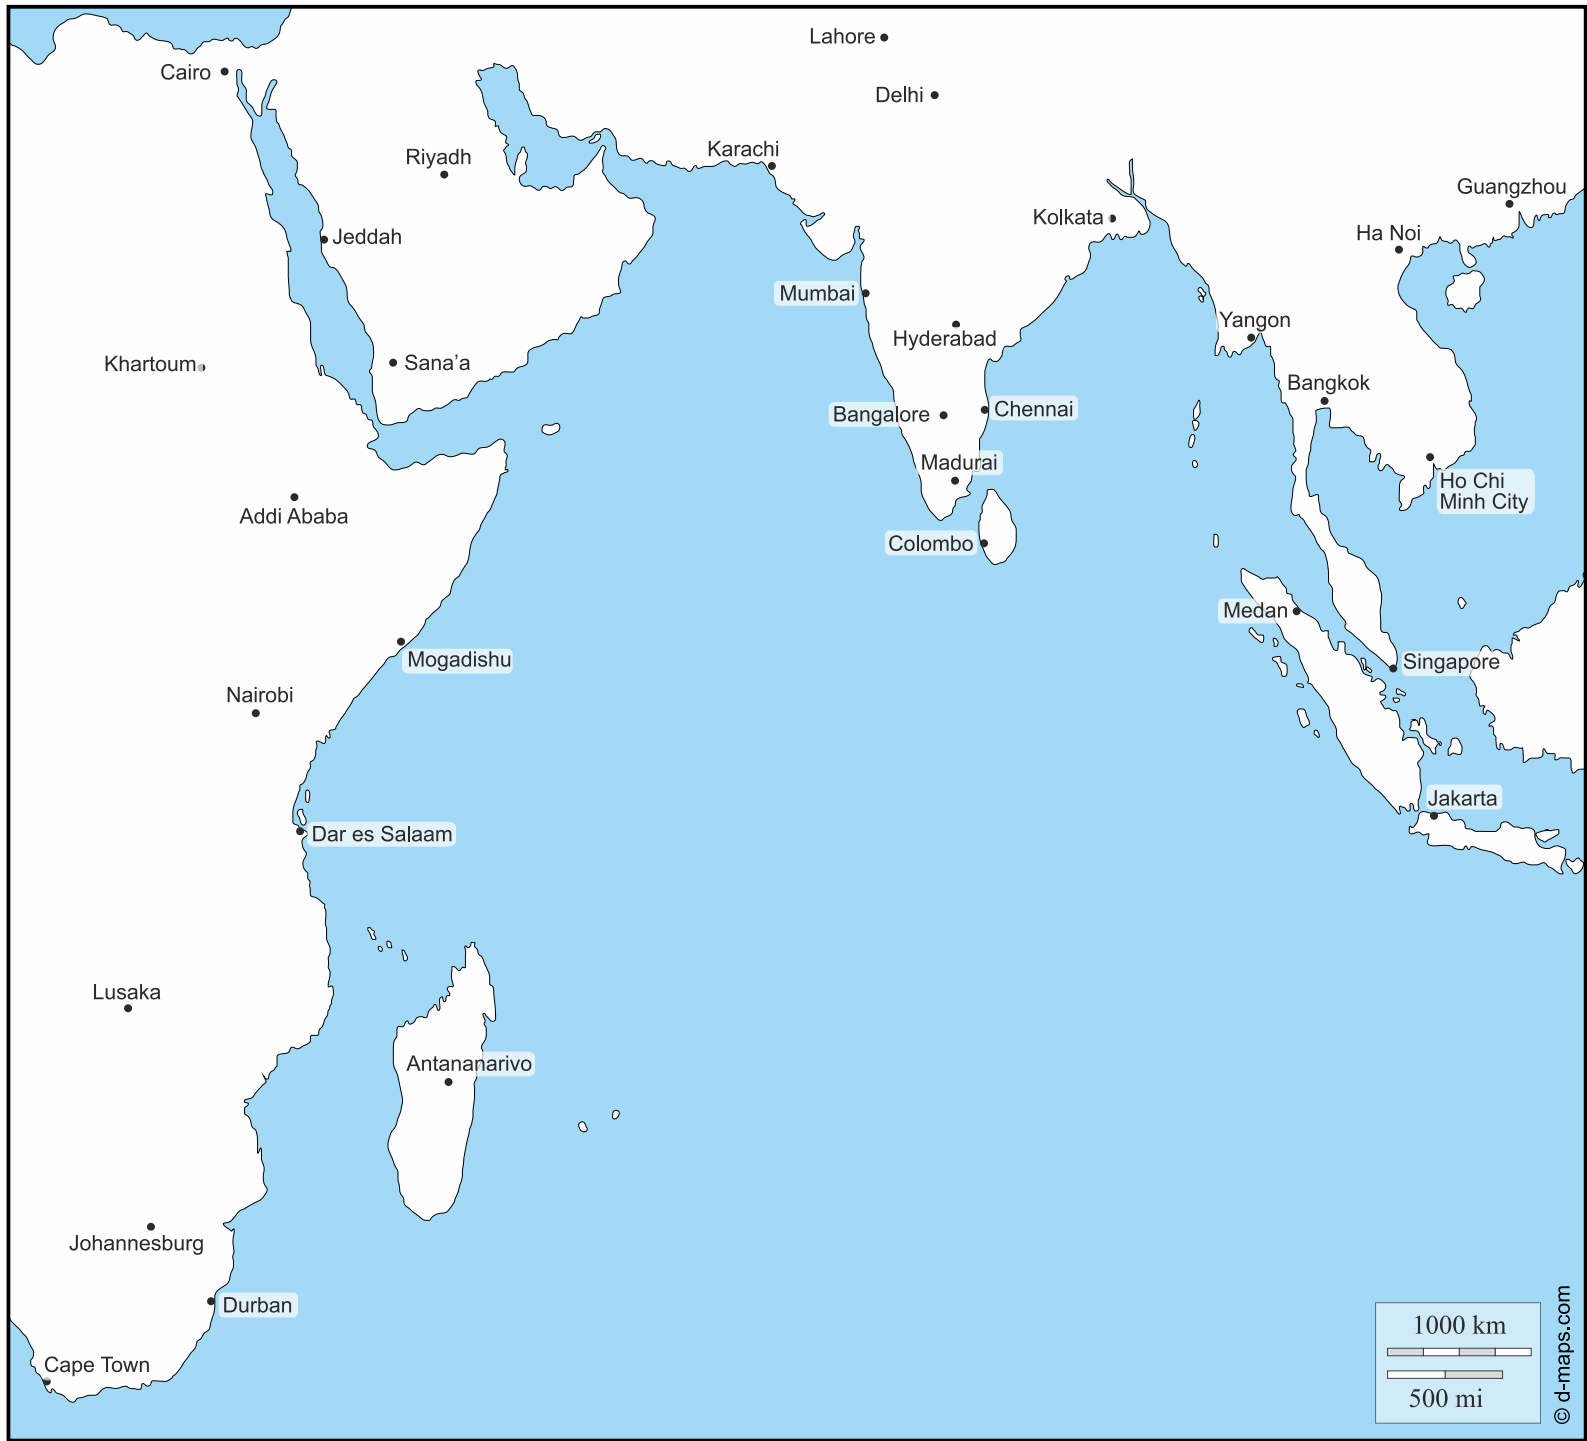 Lahore
Cairo
Delhi
Karachi
Riyadh
Guangzhou
Kolkata
Ha Noi
Jeddah
Mumbai
Yangon
Hyderabad
Khartoum
Sana’a
Bangkok
Bangalore
Chennai
Madurai
Ho Chi
Minh City
Addi Ababa
Colombo
Medan
Mogadishu
Singapore
Nairobi
Jakarta
Dar es Salaam
Lusaka
Antananarivo
Johannesburg
Durban
Cape Town
1000 km
500 mi
© d-maps.com